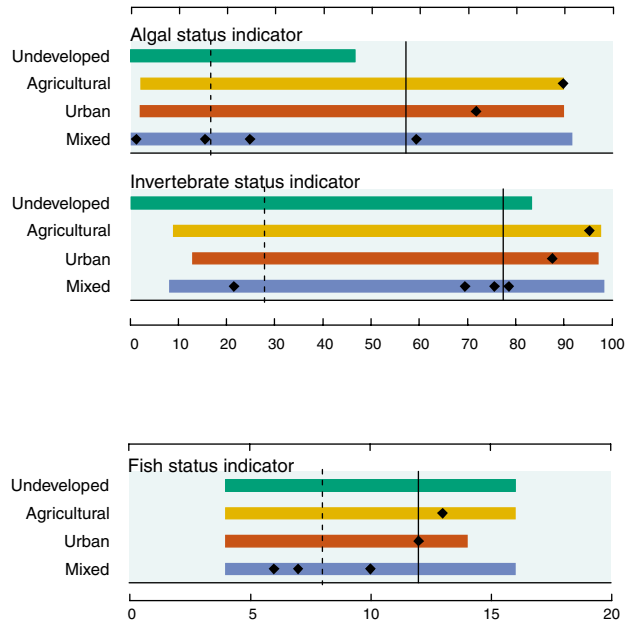 Algal status indicator
Undeveloped
Agricultural
Urban
Mixed
Invertebrate status indicator
Undeveloped
Agricultural
Urban
Mixed
0 10 20 30 40 50 60 70 80 90 100
Fish status indicator
Undeveloped
Agricultural
Urban
Mixed
0 5 10 15 20